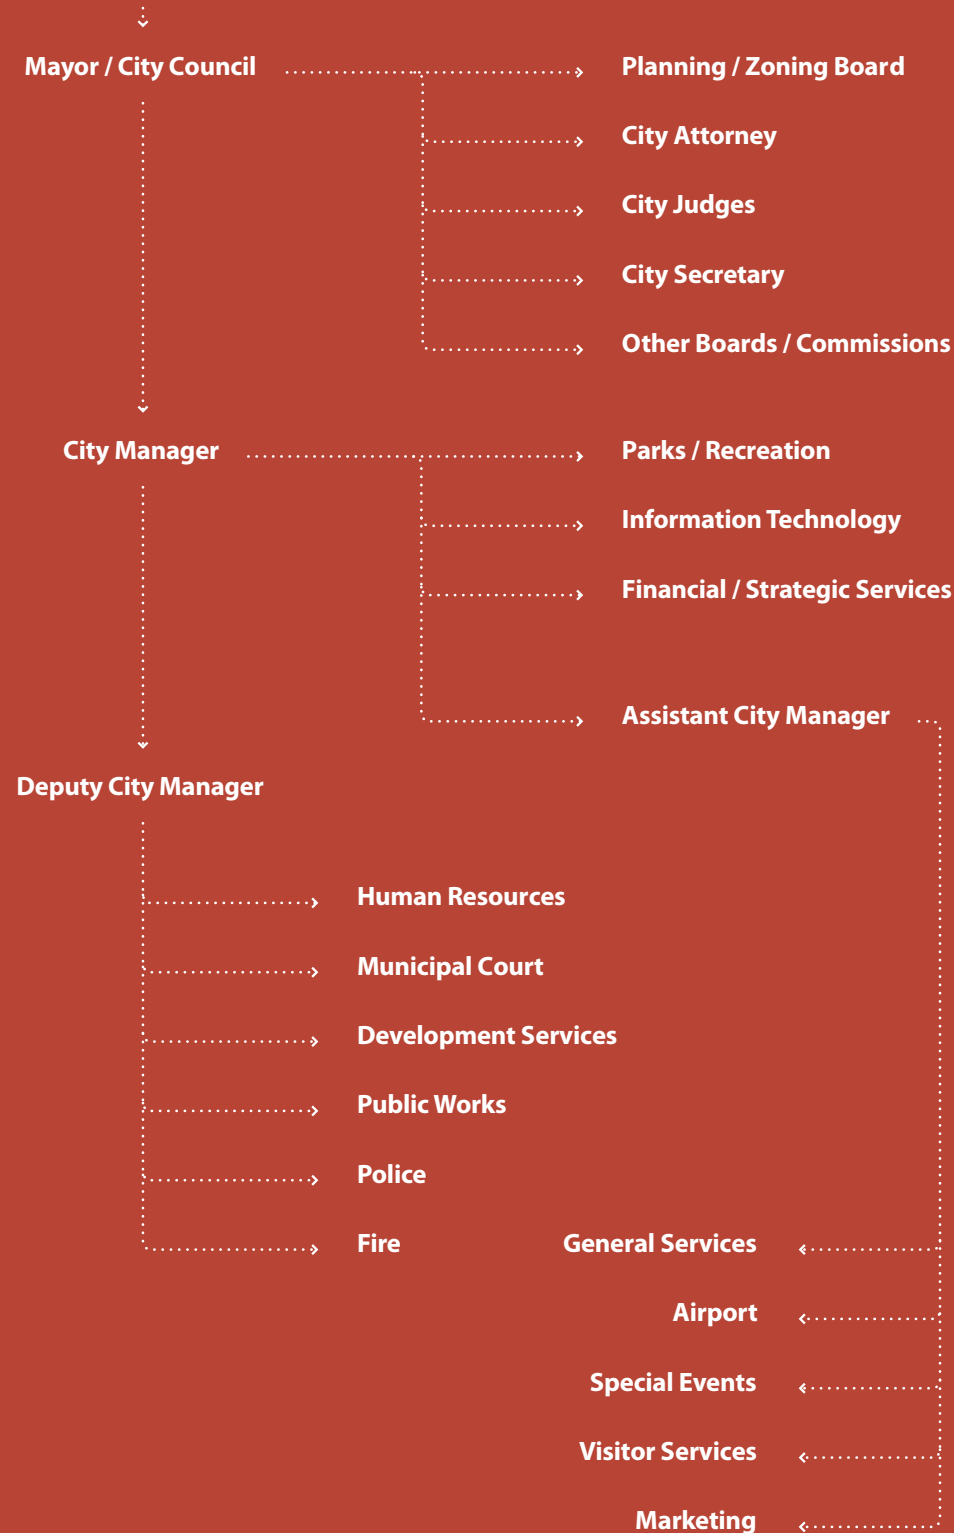 Mayor / City Council
Planning / Zoning Board
City Attorney
City Judges
City Secretary
Other Boards / Commissions
City Manager
Parks / Recreation
Information Technology
Financial / Strategic Services
Assistant City Manager
Deputy City Manager
Human Resources
Municipal Court
Development Services
Public Works
Police
Fire
General Services
Airport
Special Events
Visitor Services
Marketing